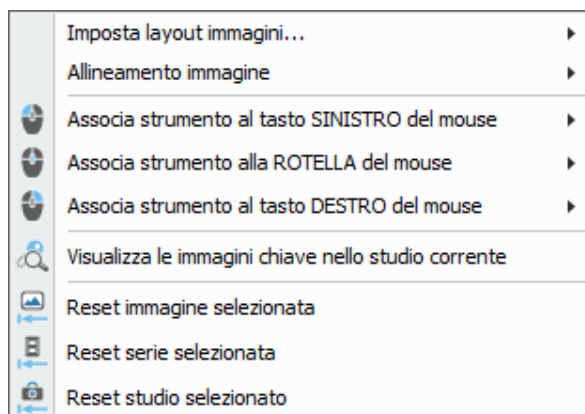 Imposta layout immagini...
Allineamento immagine
Associa strumento al tasto SINISTRO del mouse
Associa strumento alla ROTELLA del mouse
Associa strumento al tasto DESTRO del mouse
Visualizza le immagini chiave nello studio corrente
Reset immagine selezionata
Reset serie selezionata
Reset studio selezionato